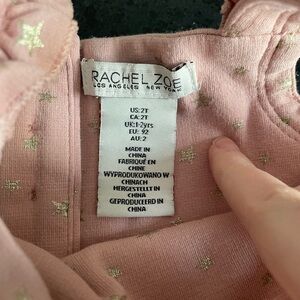 RACHEL ZOE
LOS ANGELES NEW YORK
US: 2T
CA: 2T
UK: 1-2yrs
EU: 92
AU: 2
MADE IN
CHINA
FABRIQUÉ EN
CHINE
WYPRODUKOWANO W
CHINACH
HERGESTELLT IN
CHINA
GEPRODUCEERD IN
CHINA